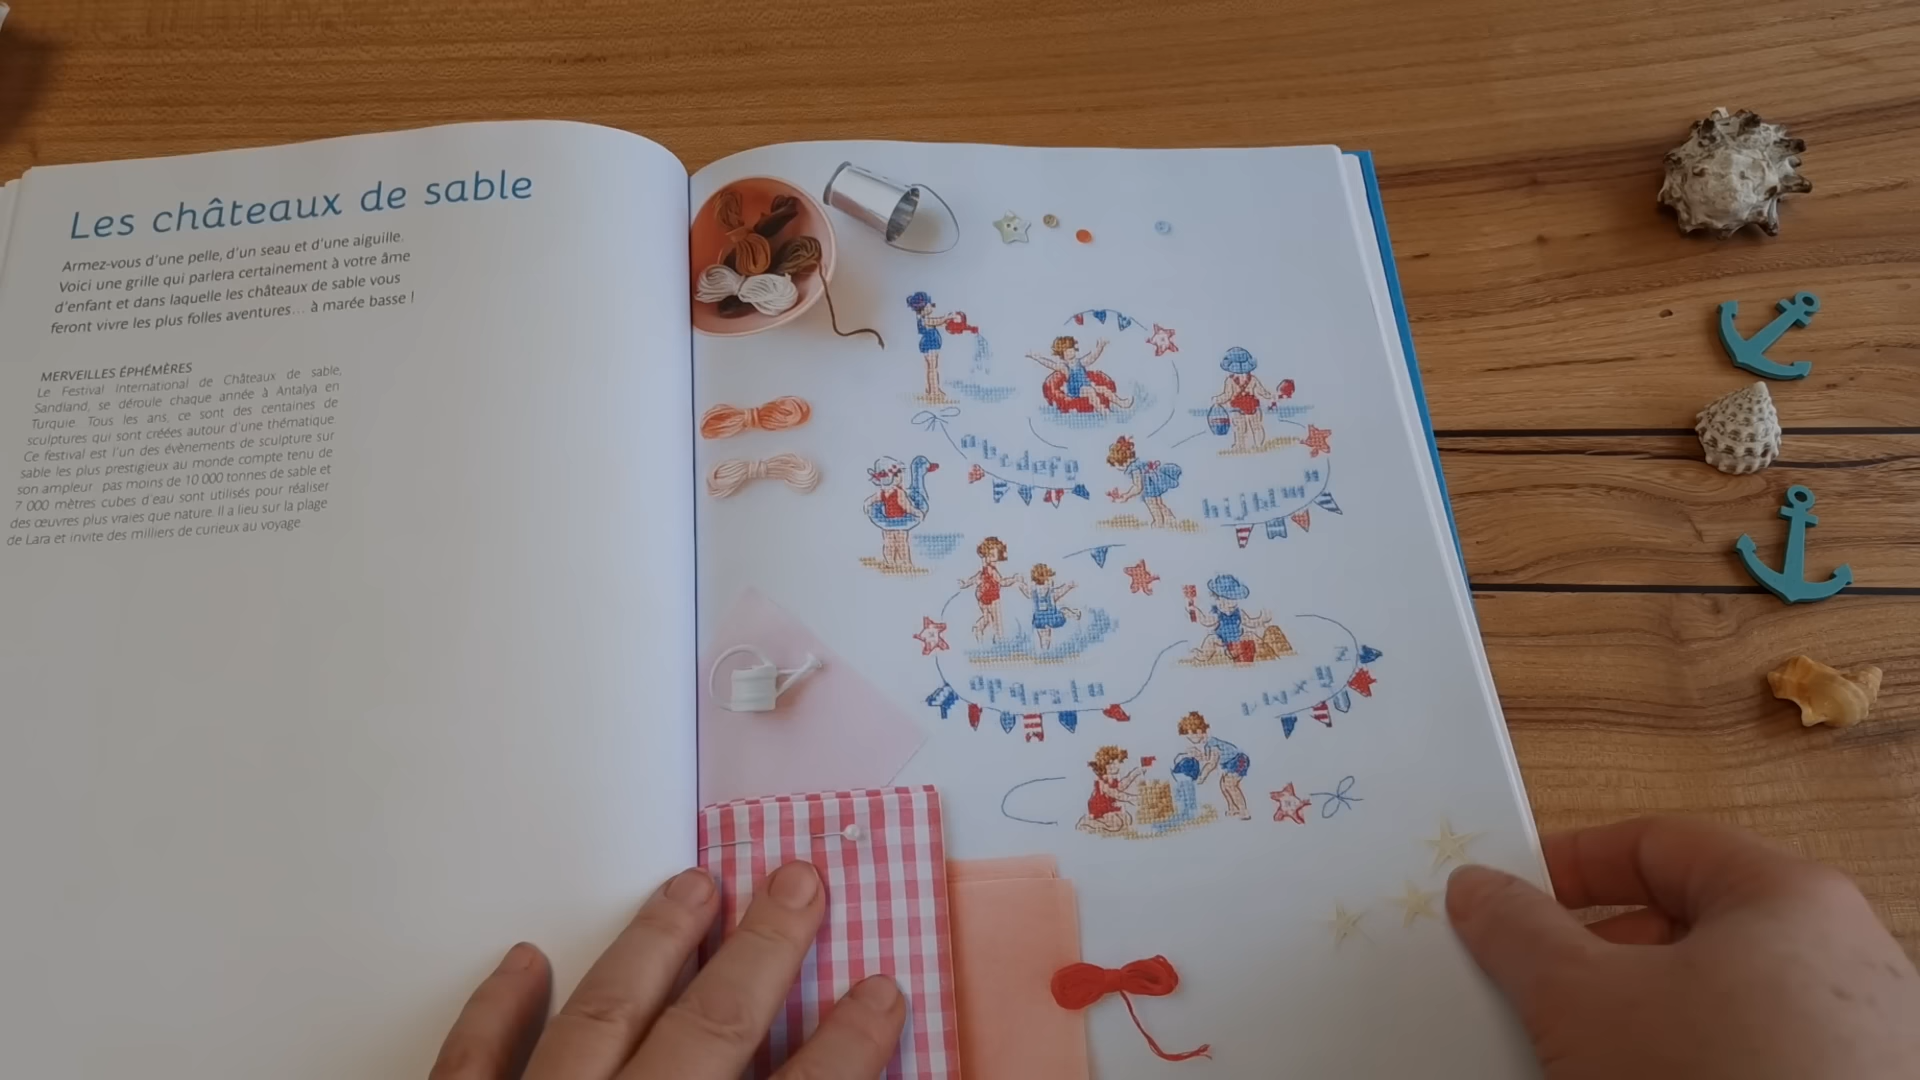 Les châteaux de sable
Armez-vous d'une pelle, d'un seau et d'une aiguille.
Voici une grille qui parlera certainement à votre âme
d'enfant et dans laquelle les châteaux de sable vous
feront vivre les plus folles aventures... à marée basse !
MERVEILLES ÉPHÉMÈRES
Le Festival International de Châteaux de sable,
Sandland, se déroule chaque année à Antalya en
Turquie. Tous les ans, ce sont des centaines de
sculptures qui sont créées autour d'une thématique.
Ce festival est l'un des évènements de sculpture sur
sable les plus prestigieux au monde compte tenu de
son ampleur : pas moins de 10 000 tonnes de sable et
7 000 mètres cubes d'eau sont utilisés pour réaliser
des œuvres plus vraies que nature. Il a lieu sur la plage
de Lara et invite des milliers de curieux au voyage.
abcdefg
hijklmn
opqrstu
vwxyz